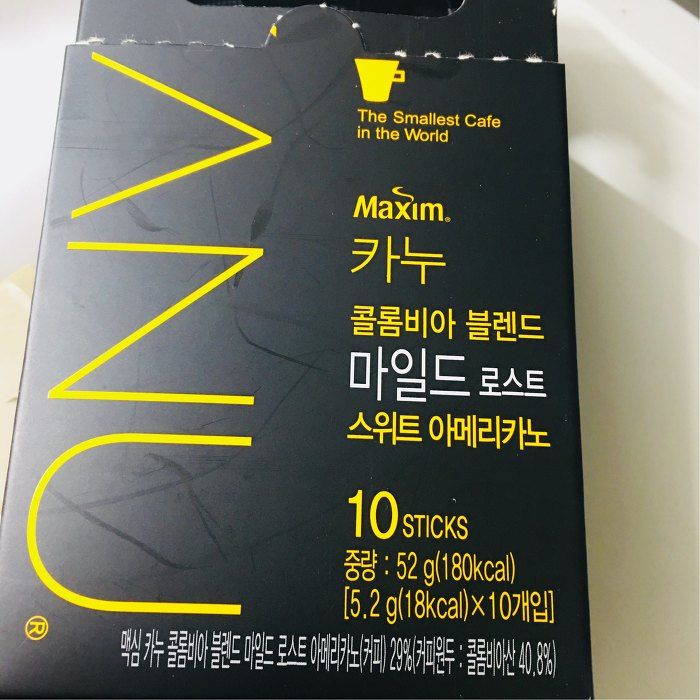 ANU®
The Smallest Cafe
in the World
Maxim®
카누
콜롬비아 블렌드
마일드 로스트
스위트 아메리카노
10 STICKS
중량 : 52 g(180kcal)
[5.2 g(18kcal)×10개입]
맥심 카누 콜롬비아 블렌드 마일드 로스트 아메리카노(커피) 29%(커피원두 : 콜롬비아산 40.8%)